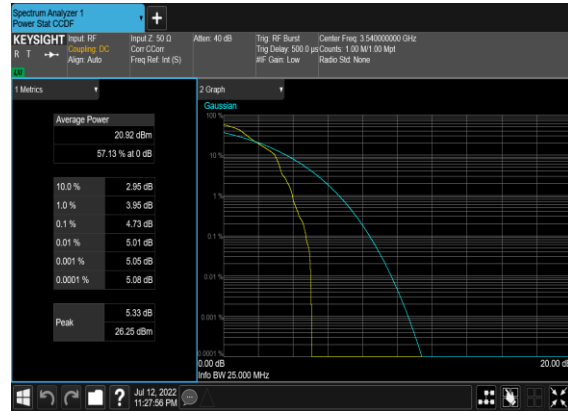 Spectrum Analyzer 1
Power Stat CCDF
+
KEYSIGHT
R T
LXI
Input: RF
Coupling: DC
Align: Auto
Input Z: 50 Ω
Corr CCorr
Freq Ref: Int (S)
Atten: 40 dB
Trig: RF Burst
Trig Delay: 500.0 µs
#IF Gain: Low
Center Freq: 3.540000000 GHz
Counts: 1.00 M/1.00 Mpt
Radio Std: None
1 Metrics
Average Power
20.92 dBm
57.13 % at 0 dB
10.0 % 2.95 dB
1.0 % 3.95 dB
0.1 % 4.73 dB
0.01 % 5.01 dB
0.001 % 5.05 dB
0.0001 % 5.08 dB
Peak
5.33 dB
26.25 dBm
2 Graph
Gaussian
100 %
10 %
1 %
0.1 %
0.01 %
0.001 %
0.0001 %
0.00 dB
20.00 dB
Info BW 25.000 MHz
?
Jul 12, 2022
11:27:56 PM